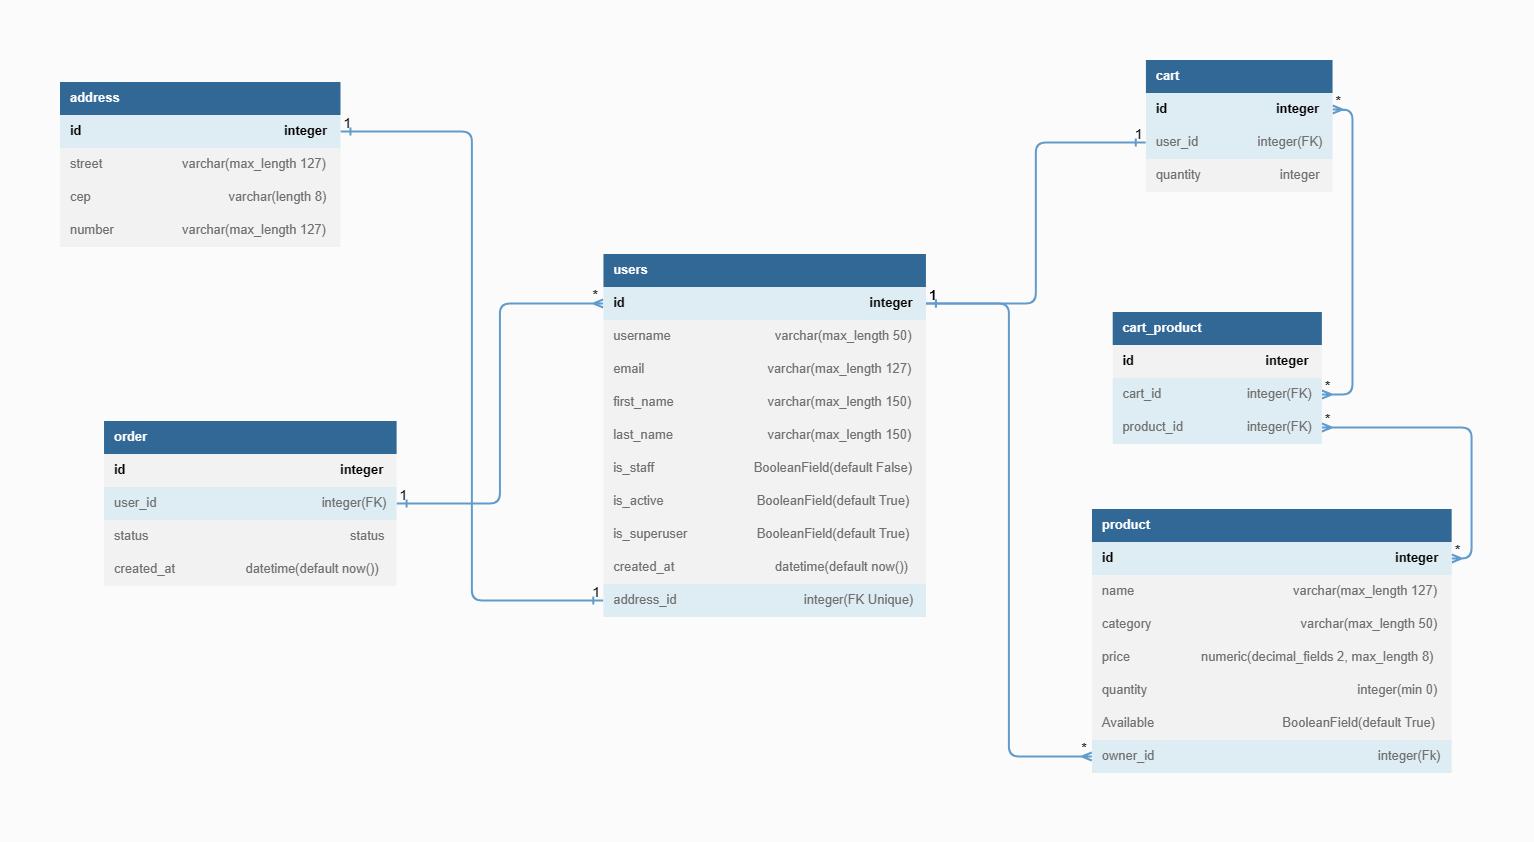 address
id integer
street varchar(max_length 127)
cep varchar(length 8)
number varchar(max_length 127)
1
order
id integer
user_id integer(FK)
status status
created_at datetime(default now())
1
users
* id integer 1
username varchar(max_length 50)
email varchar(max_length 127)
first_name varchar(max_length 150)
last_name varchar(max_length 150)
is_staff BooleanField(default False)
is_active BooleanField(default True)
is_superuser BooleanField(default True)
created_at datetime(default now())
1 address_id integer(FK Unique)
cart
id integer *
1 user_id integer(FK)
quantity integer
cart_product
id integer
cart_id integer(FK) *
product_id integer(FK) *
product
id integer *
name varchar(max_length 127)
category varchar(max_length 50)
price numeric(decimal_fields 2, max_length 8)
quantity integer(min 0)
Available BooleanField(default True)
* owner_id integer(Fk)